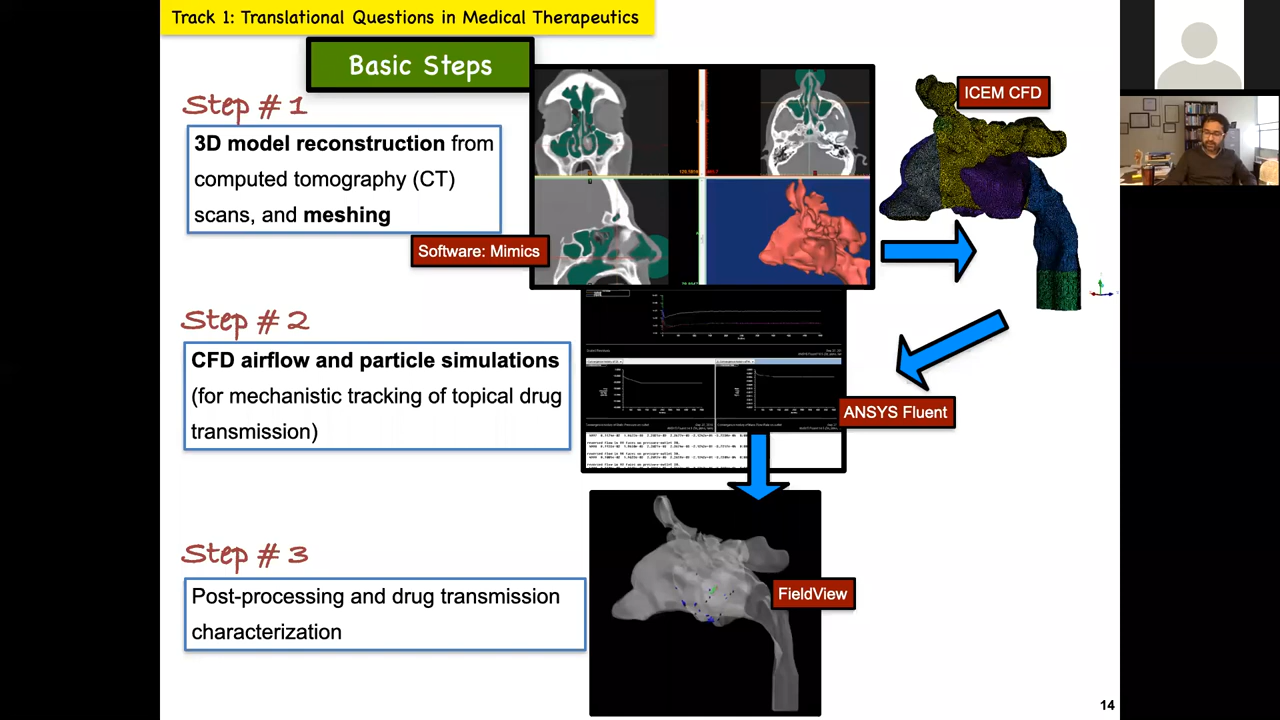 Track 1: Translational Questions in Medical Therapeutics
Basic Steps
Step # 1
3D model reconstruction from
computed tomography (CT)
scans, and meshing
Software: Mimics
ICEM CFD
Step # 2
CFD airflow and particle simulations
(for mechanistic tracking of topical drug
transmission)
ANSYS Fluent
Step # 3
Post-processing and drug transmission
characterization
FieldView
14